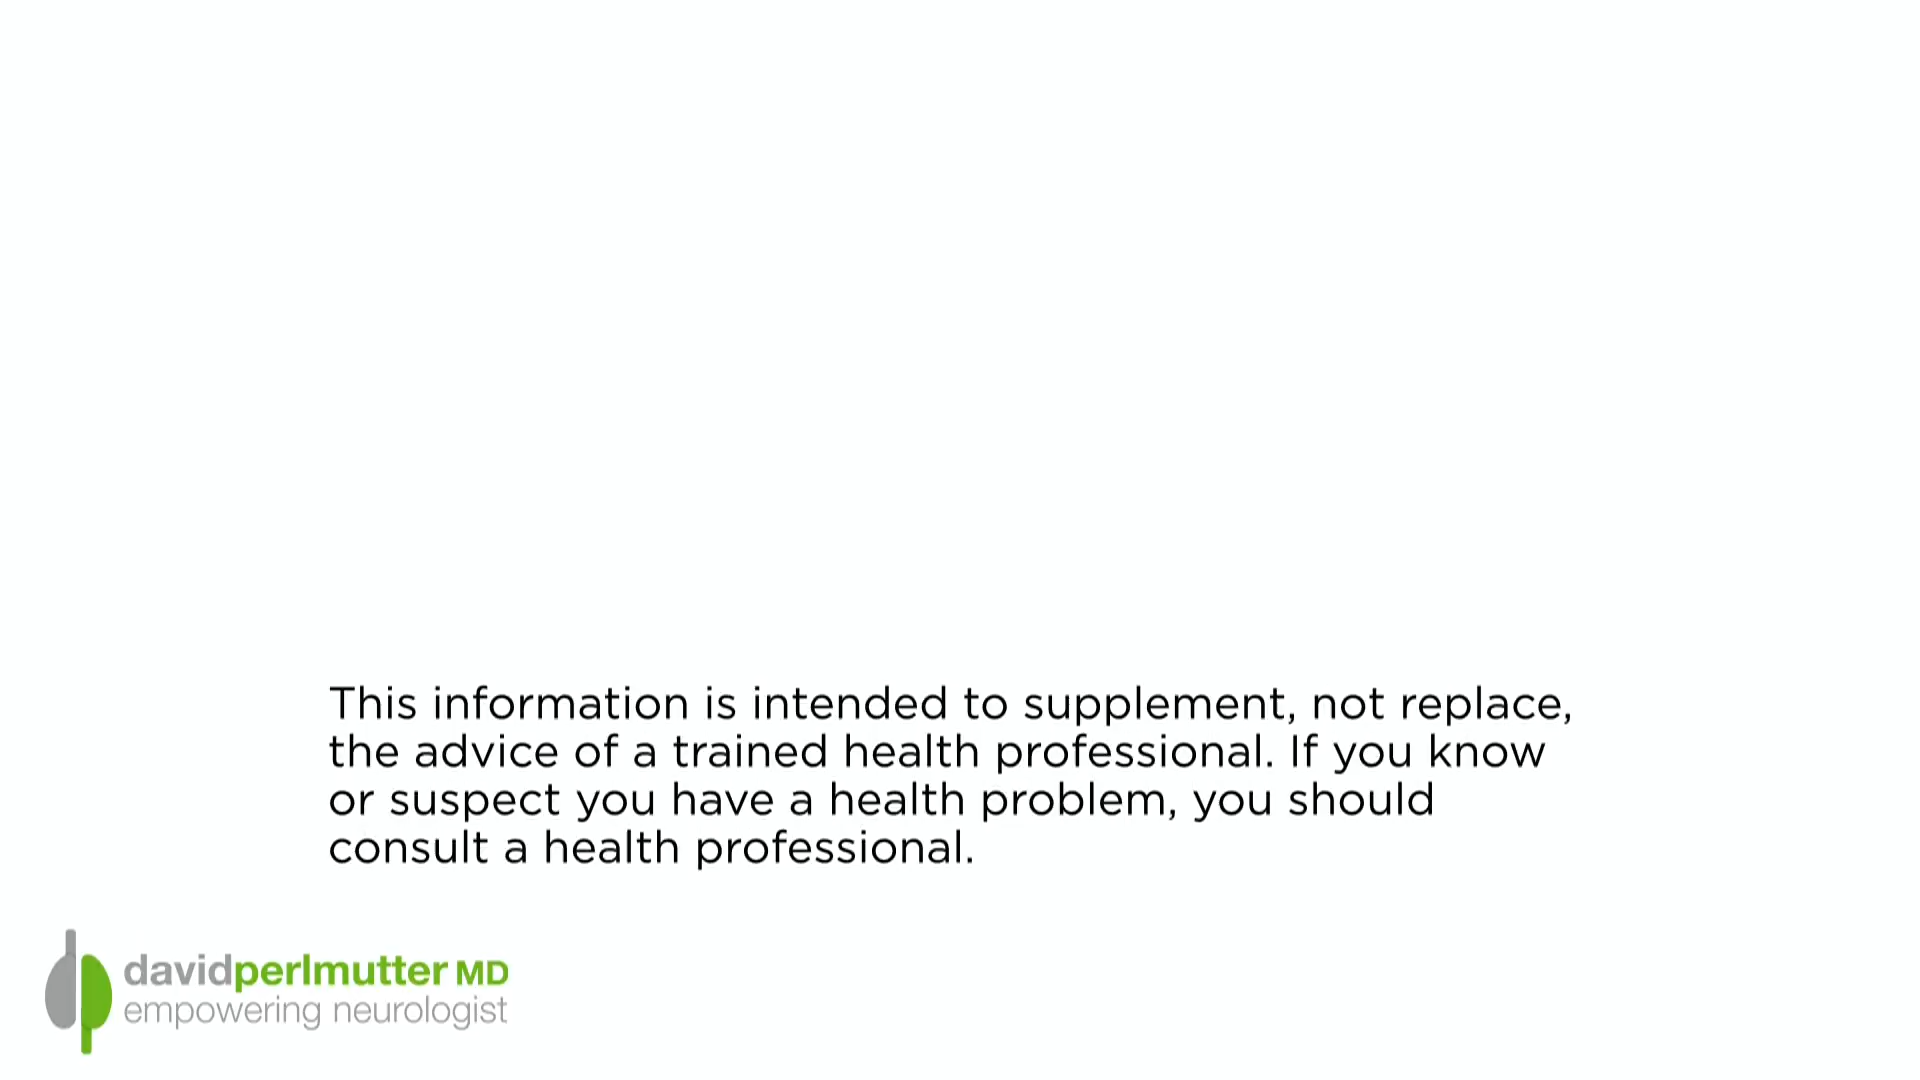 This information is intended to supplement, not replace,
the advice of a trained health professional. If you know
or suspect you have a health problem, you should
consult a health professional.
davidperlmutter MD
empowering neurologist